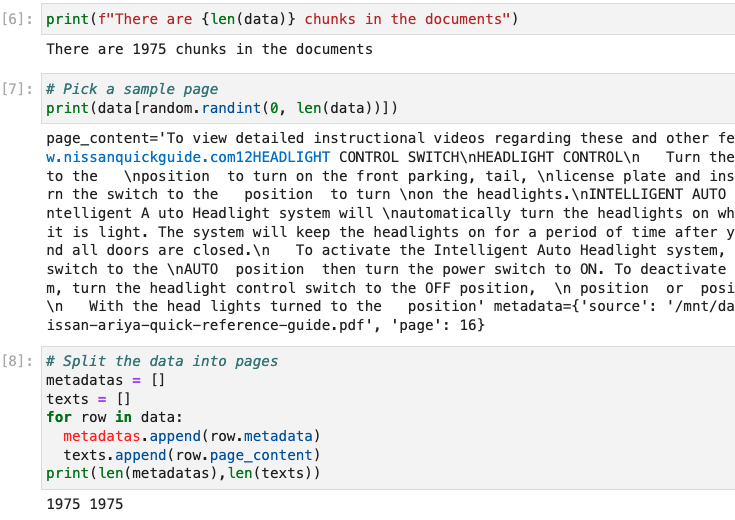 [6]: print(f"There are {len(data)} chunks in the documents")
There are 1975 chunks in the documents
[7]: # Pick a sample page
print(data[random.randint(0, len(data))])
page_content='To view detailed instructional videos regarding these and other fe
w.nissanquickguide.com12HEADLIGHT CONTROL SWITCH\nHEADLIGHT CONTROL\n   Turn the
to the   \nposition  to turn on the front parking, tail, \nlicense plate and ins
rn the switch to the   position  to turn \non the headlights.\nINTELLIGENT AUTO
ntelligent A uto Headlight system will \nautomatically turn the headlights on wh
it is light. The system will keep the headlights on for a period of time after y
nd all doors are closed.\n   To activate the Intelligent Auto Headlight system,
switch to the \nAUTO  position  then turn the power switch to ON. To deactivate
m, turn the headlight control switch to the OFF position,  \n position  or  posi
\n   With the head lights turned to the   position' metadata={'source': '/mnt/da
issan-ariya-quick-reference-guide.pdf', 'page': 16}
[8]: # Split the data into pages
metadatas = []
texts = []
for row in data:
  metadatas.append(row.metadata)
  texts.append(row.page_content)
print(len(metadatas),len(texts))
1975 1975